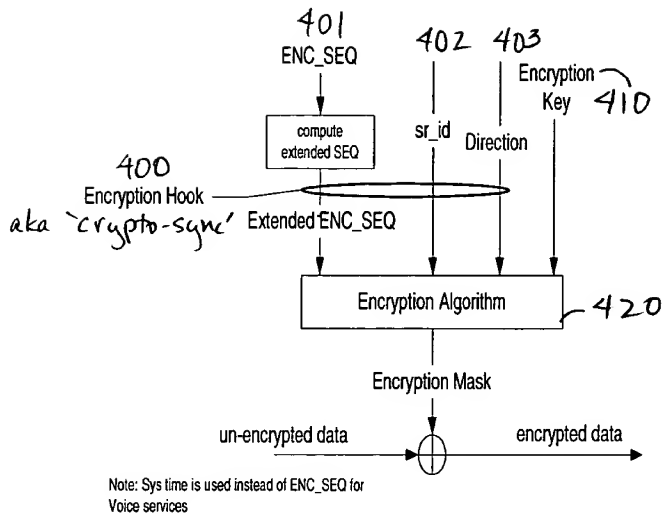 401
ENC_SEQ
402
403
Encryption
Key
410
compute
extended SEQ
sr_id
Direction
400
Encryption Hook
aka 'crypto-sync'
Extended ENC_SEQ
Encryption Algorithm
420
Encryption Mask
un-encrypted data
encrypted data
Note: Sys time is used instead of ENC_SEQ for
Voice services